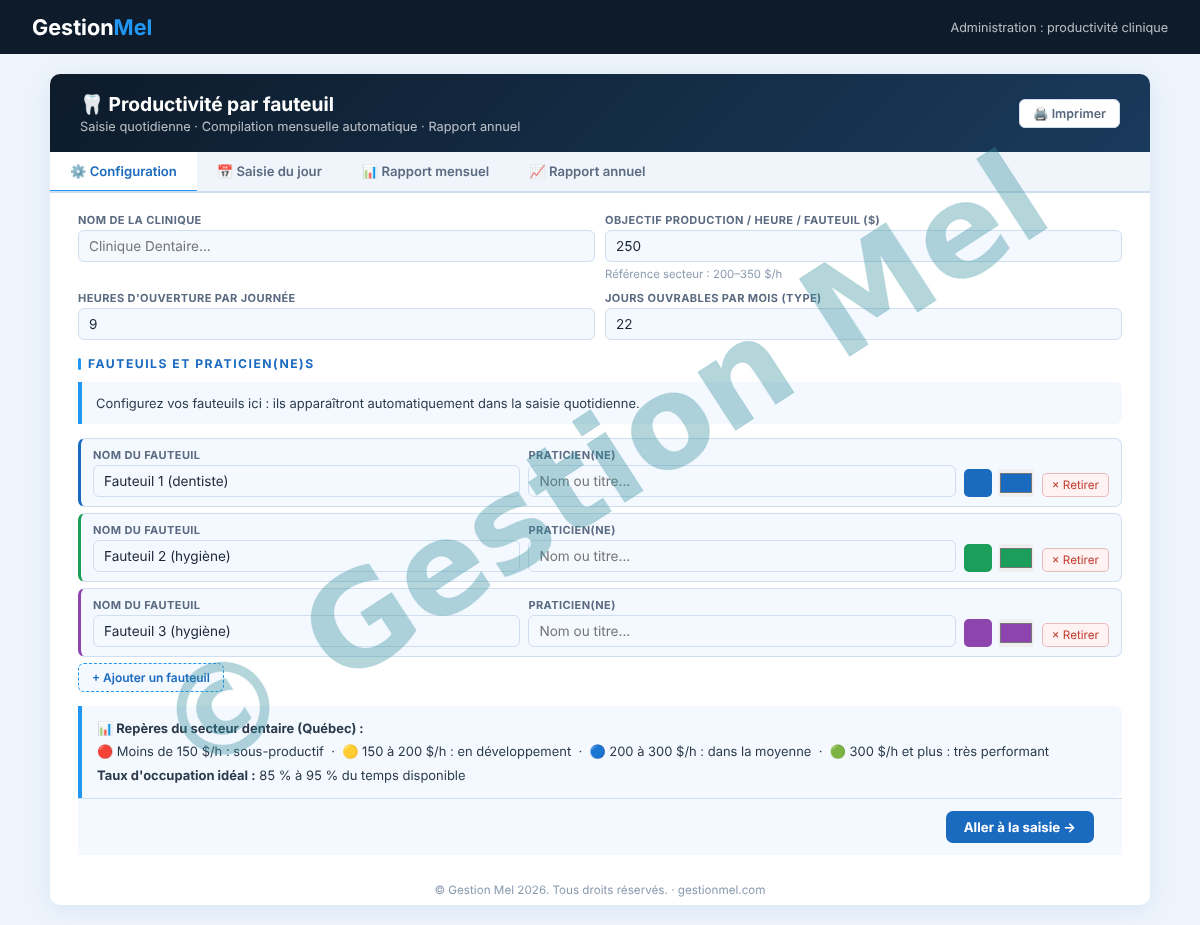 GestionMel
Administration : productivité clinique
🦷 Productivité par fauteuil
Saisie quotidienne · Compilation mensuelle automatique · Rapport annuel
🖨️ Imprimer
⚙️ Configuration
📅 Saisie du jour
📊 Rapport mensuel
📈 Rapport annuel
NOM DE LA CLINIQUE
Clinique Dentaire...
OBJECTIF PRODUCTION / HEURE / FAUTEUIL ($)
250
Référence secteur : 200–350 $/h
HEURES D'OUVERTURE PAR JOURNÉE
9
JOURS OUVRABLES PAR MOIS (TYPE)
22
FAUTEUILS ET PRATICIEN(NE)S
Configurez vos fauteuils ici : ils apparaîtront automatiquement dans la saisie quotidienne.
NOM DU FAUTEUIL
Fauteuil 1 (dentiste)
PRATICIEN(NE)
Nom ou titre...
× Retirer
NOM DU FAUTEUIL
Fauteuil 2 (hygiène)
PRATICIEN(NE)
Nom ou titre...
× Retirer
NOM DU FAUTEUIL
Fauteuil 3 (hygiène)
PRATICIEN(NE)
Nom ou titre...
× Retirer
+ Ajouter un fauteuil
📊 Repères du secteur dentaire (Québec) :
🔴 Moins de 150 $/h : sous-productif · 🟡 150 à 200 $/h : en développement · 🔵 200 à 300 $/h : dans la moyenne · 🟢 300 $/h et plus : très performant
Taux d'occupation idéal : 85 % à 95 % du temps disponible
Aller à la saisie →
© Gestion Mel 2026. Tous droits réservés. · gestionmel.com
© Gestion Mel